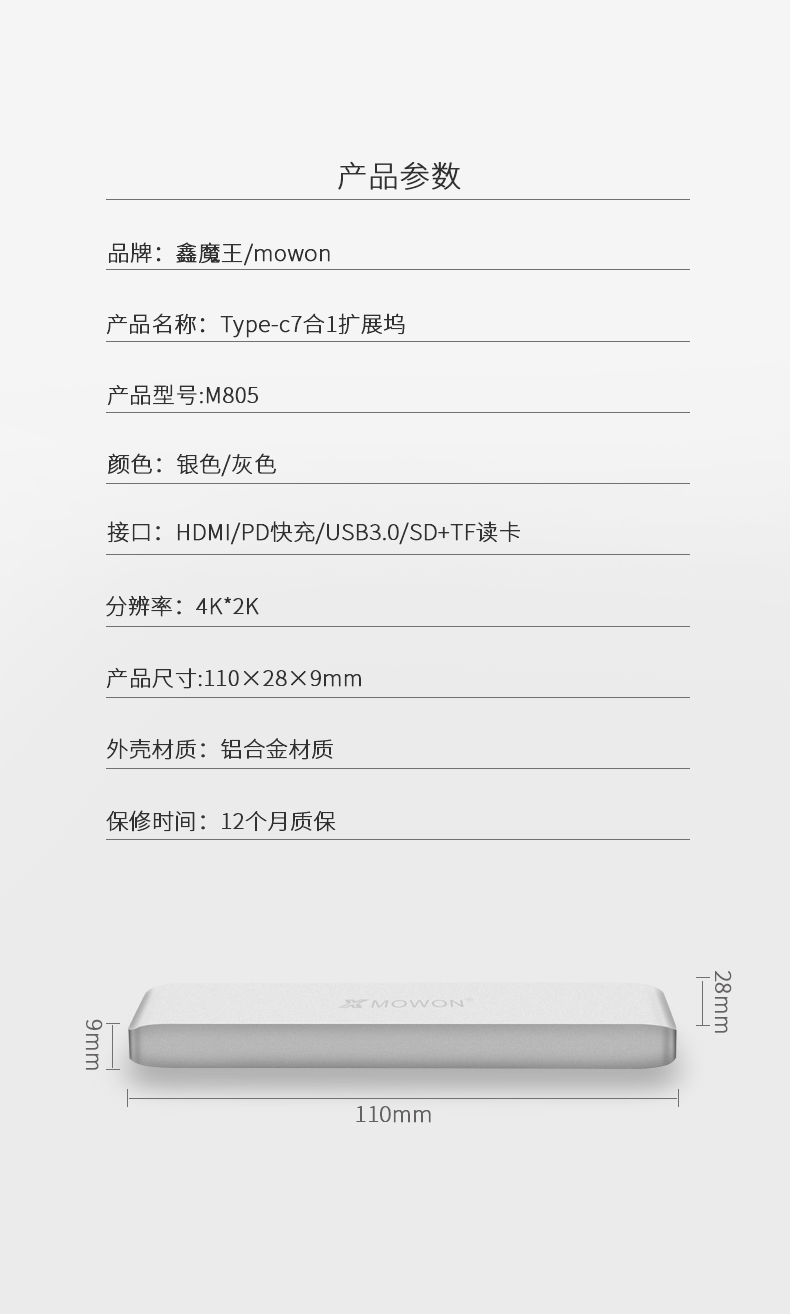 产品参数
品牌：鑫魔王/mowon
产品名称：Type-c7合1扩展坞
产品型号:M805
颜色：银色/灰色
接口：HDMI/PD快充/USB3.0/SD+TF读卡
分辨率：4K*2K
产品尺寸:110×28×9mm
外壳材质：铝合金材质
保修时间：12个月质保
MOWON®
28mm
9mm
110mm